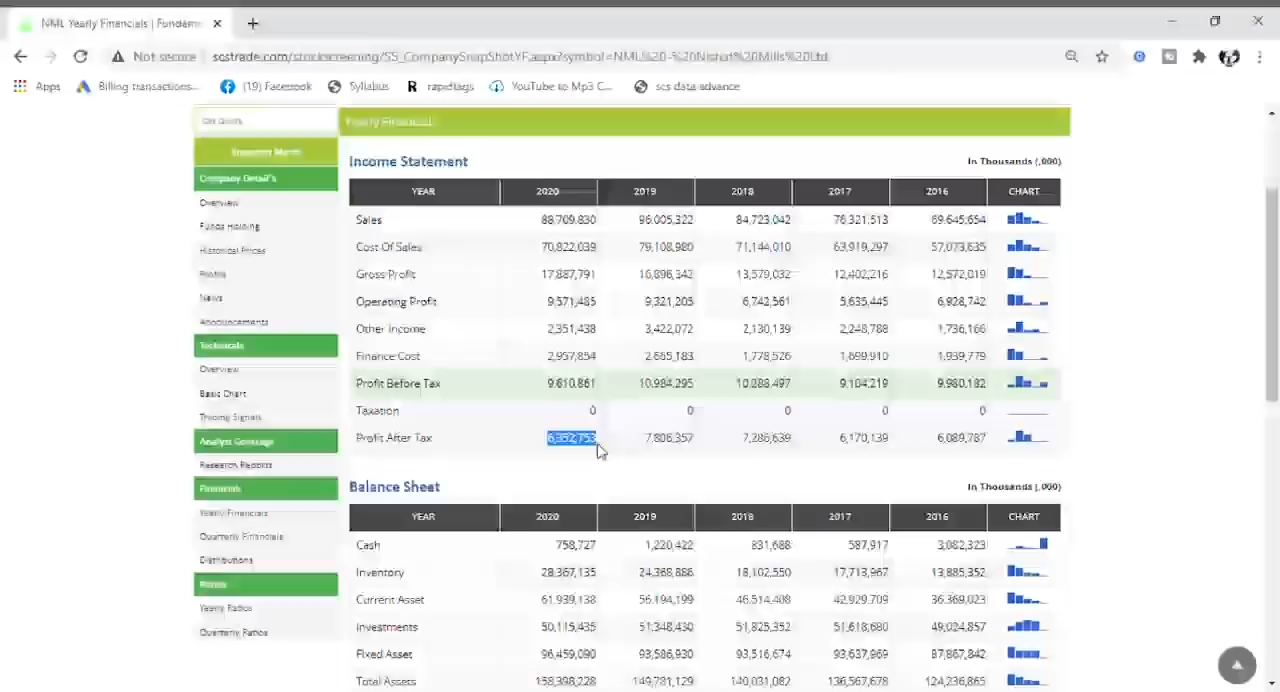 NML Yearly Financials | Fundame
Not secure | scstrade.com/stockscreening/SS_CompanySnapShotYF.aspx?symbol=NML%20-%20Nishat%20Mills%20Ltd
Apps Billing transactions... (19) Facebook Syllabus rapidtags YouTube to Mp3 C... scs data advance
Yearly Financials
Company Detail's
Overview
Funds Holding
Historical Prices
Profile
News
Announcements
Technicals
Overview
Basic Chart
Trading Signals
Analyst Coverage
Research Reports
Financials
Yearly Financials
Quarterly Financials
Distributions
Ratios
Yearly Ratios
Quarterly Ratios
Income Statement In Thousands (,000)
YEAR 2020 2019 2018 2017 2016 CHART
Sales 88,709,830 96,005,322 84,723,042 76,321,513 69,645,654
Cost Of Sales 70,822,039 79,108,980 71,144,010 63,919,297 57,073,635
Gross Profit 17,887,791 16,896,342 13,579,032 12,402,216 12,572,019
Operating Profit 9,571,485 9,321,205 6,742,561 5,635,445 6,928,742
Other Income 2,351,438 3,422,072 2,130,139 2,248,788 1,736,166
Finance Cost 2,957,854 2,665,183 1,778,526 1,699,910 1,939,779
Profit Before Tax 9,610,861 10,984,295 10,288,497 9,104,219 9,980,182
Taxation 0 0 0 0 0
Profit After Tax 7,806,357 7,286,639 6,170,139 6,089,787
Balance Sheet In Thousands (,000)
YEAR 2020 2019 2018 2017 2016 CHART
Cash 758,727 1,220,422 831,688 587,917 3,082,323
Inventory 28,367,135 24,368,886 18,102,550 17,713,967 13,885,352
Current Asset 61,939,138 56,194,199 46,514,408 42,929,709 36,369,023
Investments 50,115,435 51,348,430 51,825,352 51,618,680 49,024,857
Fixed Asset 96,459,090 93,586,930 93,516,674 93,637,969 87,867,842
Total Assets 158,398,228 149,781,129 140,031,082 136,567,678 124,236,865